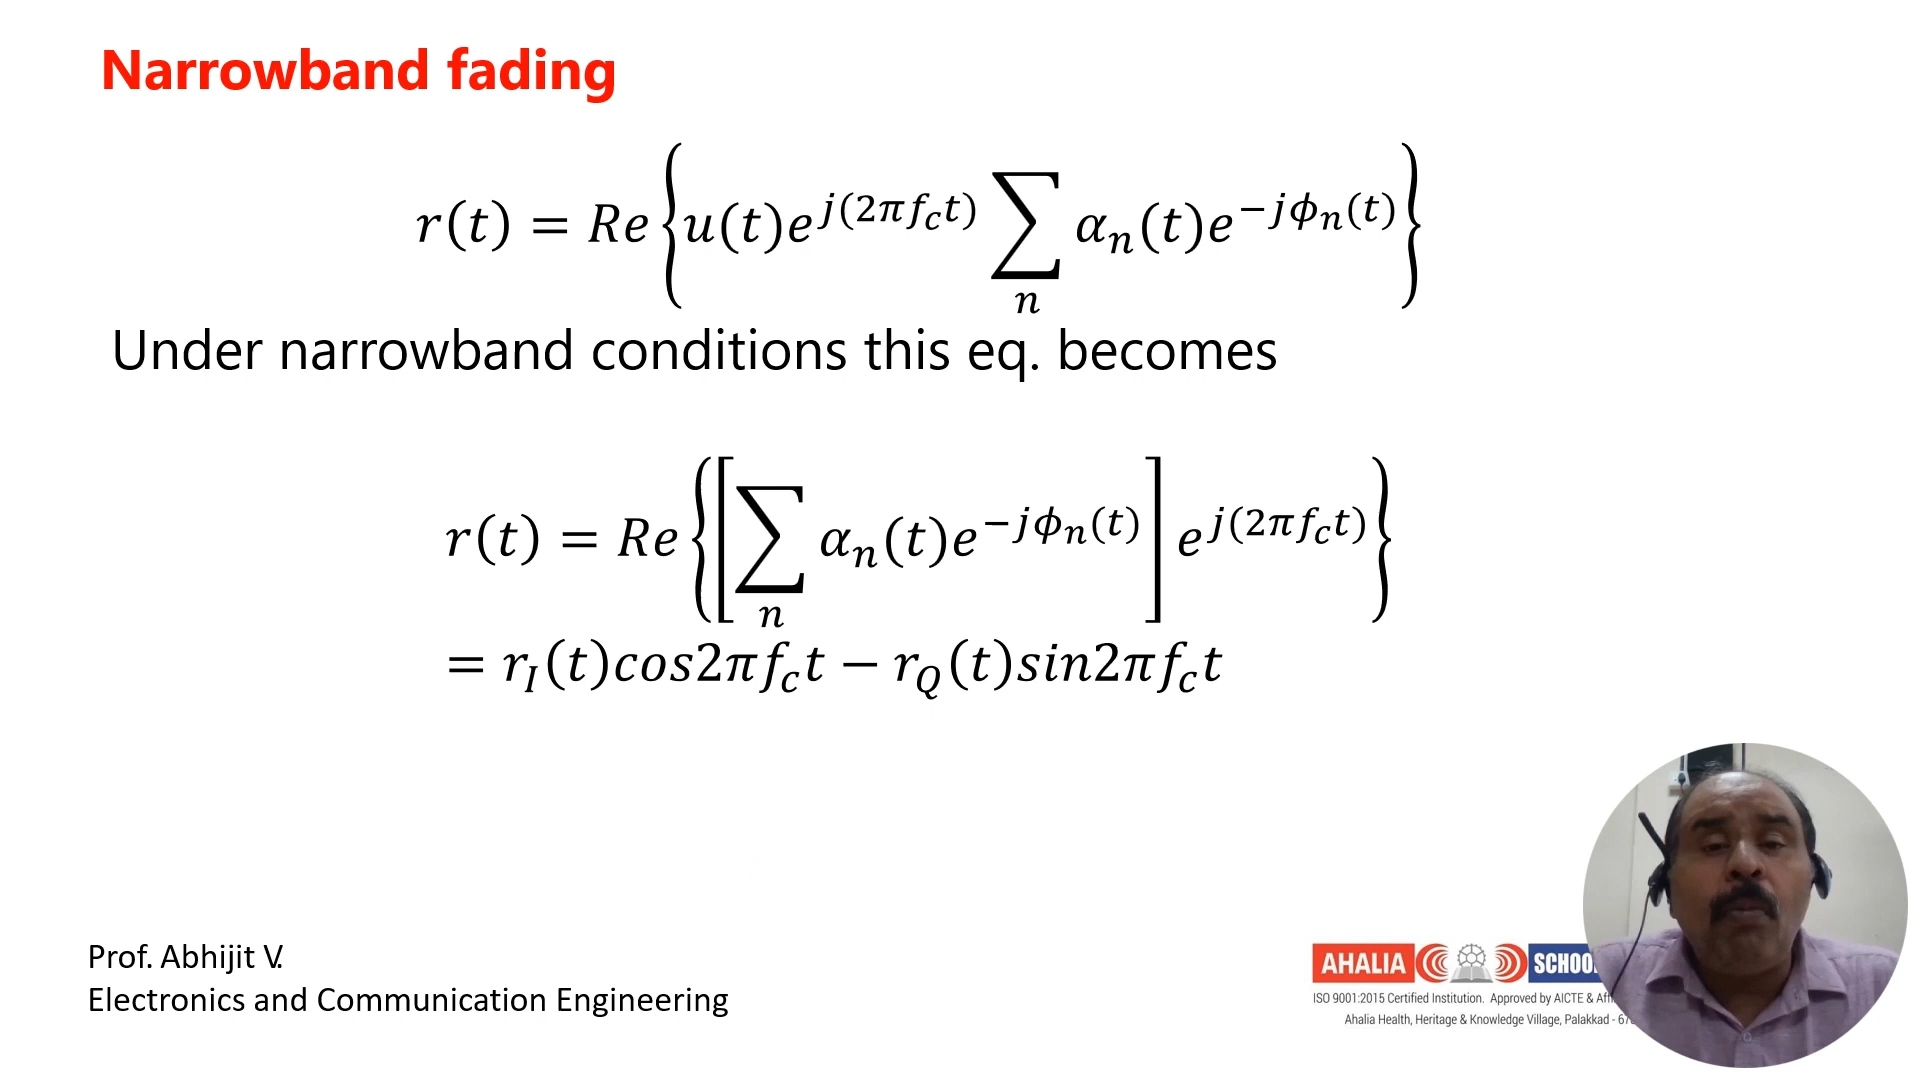 Narrowband fading
r(t) = Re{u(t)e^{j(2πf_c t)} ∑_n α_n(t)e^{−jϕ_n(t)}}
Under narrowband conditions this eq. becomes
r(t) = Re{[∑_n α_n(t)e^{−jϕ_n(t)}] e^{j(2πf_c t)}}
= r_I(t)cos2πf_c t − r_Q(t)sin2πf_c t
Prof. Abhijit V.
Electronics and Communication Engineering
AHALIA SCHOO
ISO 9001:2015 Certified Institution. Approved by AICTE &
Ahalia Health, Heritage & Knowledge Village, Palakkad -